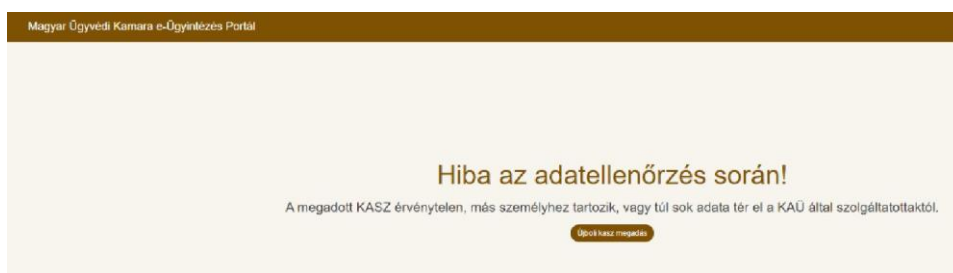 Magyar Ügyvédi Kamara e-Ügyintézés Portál
Hiba az adatellenőrzés során!
A megadott KASZ érvénytelen, más személyhez tartozik, vagy túl sok adata tér el a KAÜ által szolgáltatottaktól.
Újboli kasz megadás